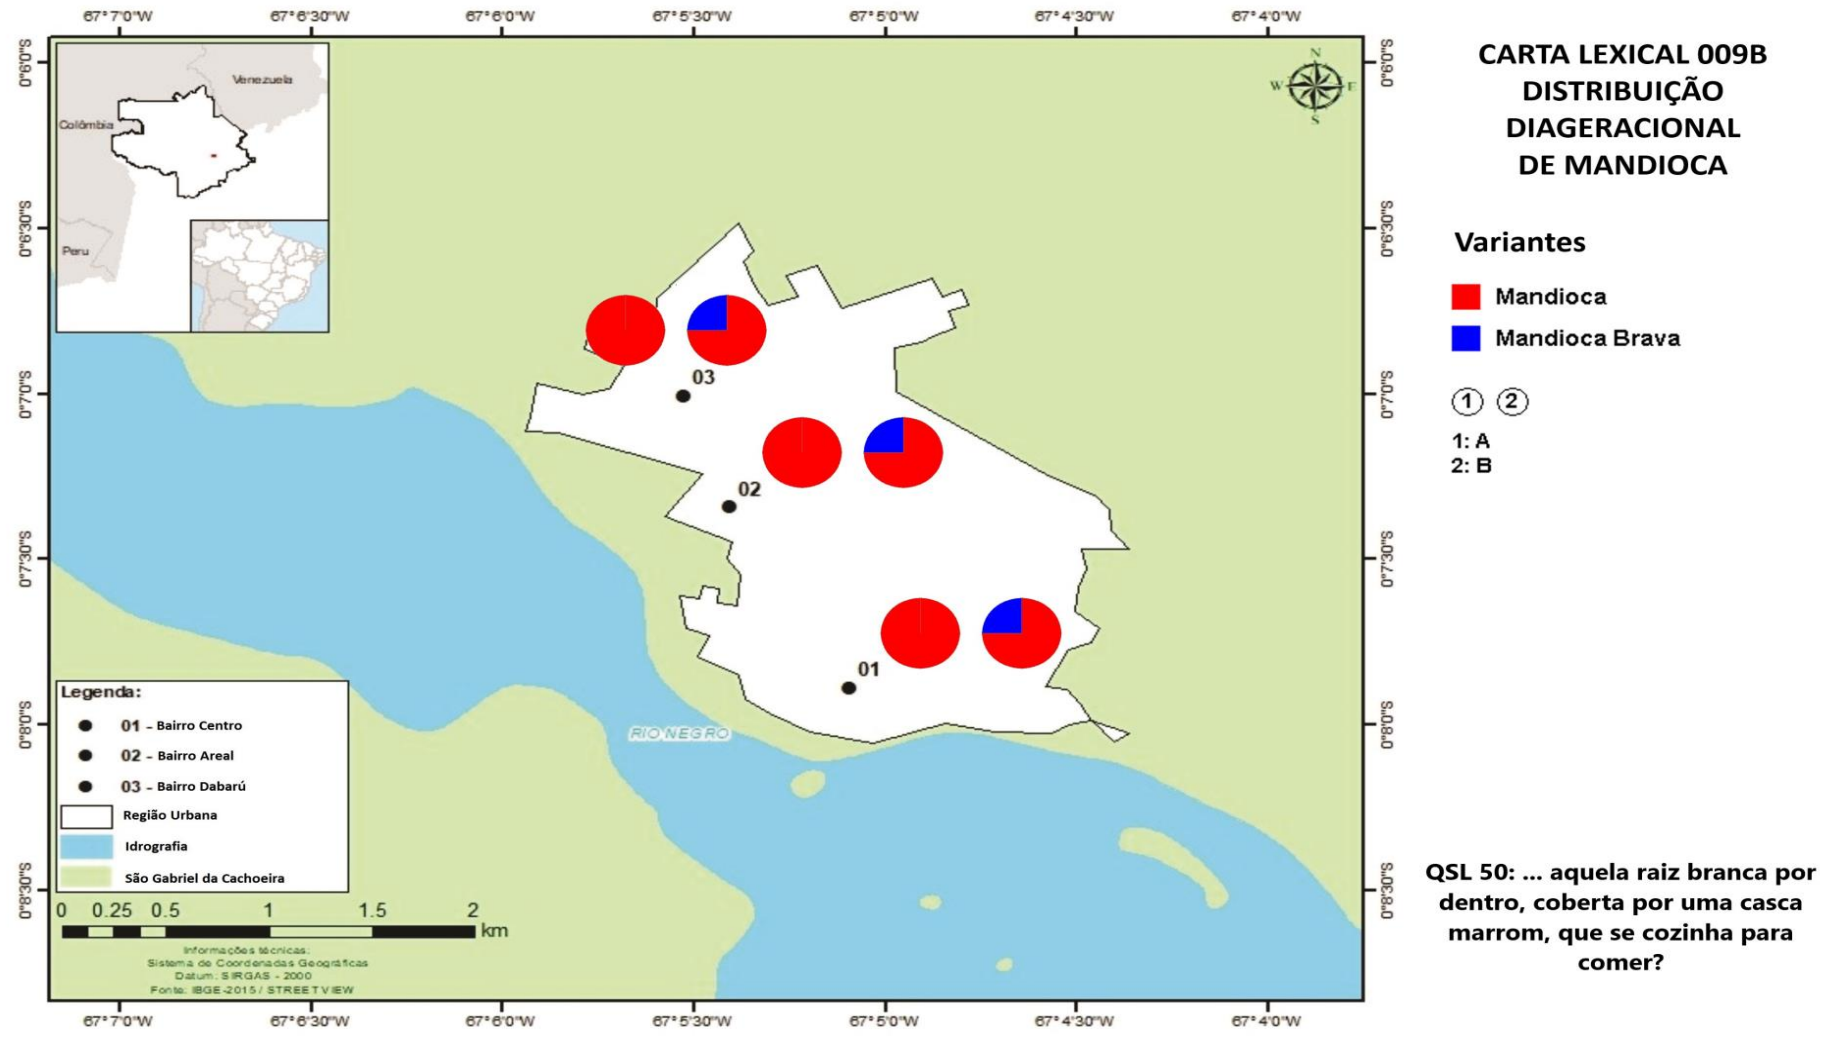 67°7'0"W 67°6'30"W 67°6'0"W 67°5'30"W 67°5'0"W 67°4'30"W 67°4'0"W
0°6'0"S
0°6'30"S
0°7'0"S
0°7'30"S
0°8'0"S
0°8'30"S
Venezuela
Colômbia
Peru
N
W E
S
03
02
01
RIO NEGRO
Legenda:
01 - Bairro Centro
02 - Bairro Areal
03 - Bairro Dabarú
Região Urbana
Idrografia
São Gabriel da Cachoeira
0 0.25 0.5 1 1.5 2
km
Informações técnicas:
Sistema de Coordenadas Geográficas
Datum: SIRGAS - 2000
Fonte: IBGE-2015 / STREET VIEW
0°6'0"S
0°6'30"S
0°7'0"S
0°7'30"S
0°8'0"S
0°8'30"S
67°7'0"W 67°6'30"W 67°6'0"W 67°5'30"W 67°5'0"W 67°4'30"W 67°4'0"W
CARTA LEXICAL 009B
DISTRIBUIÇÃO
DIAGERACIONAL
DE MANDIOCA
Variantes
Mandioca
Mandioca Brava
1 2
1: A
2: B
QSL 50: ... aquela raiz branca por
dentro, coberta por uma casca
marrom, que se cozinha para
comer?